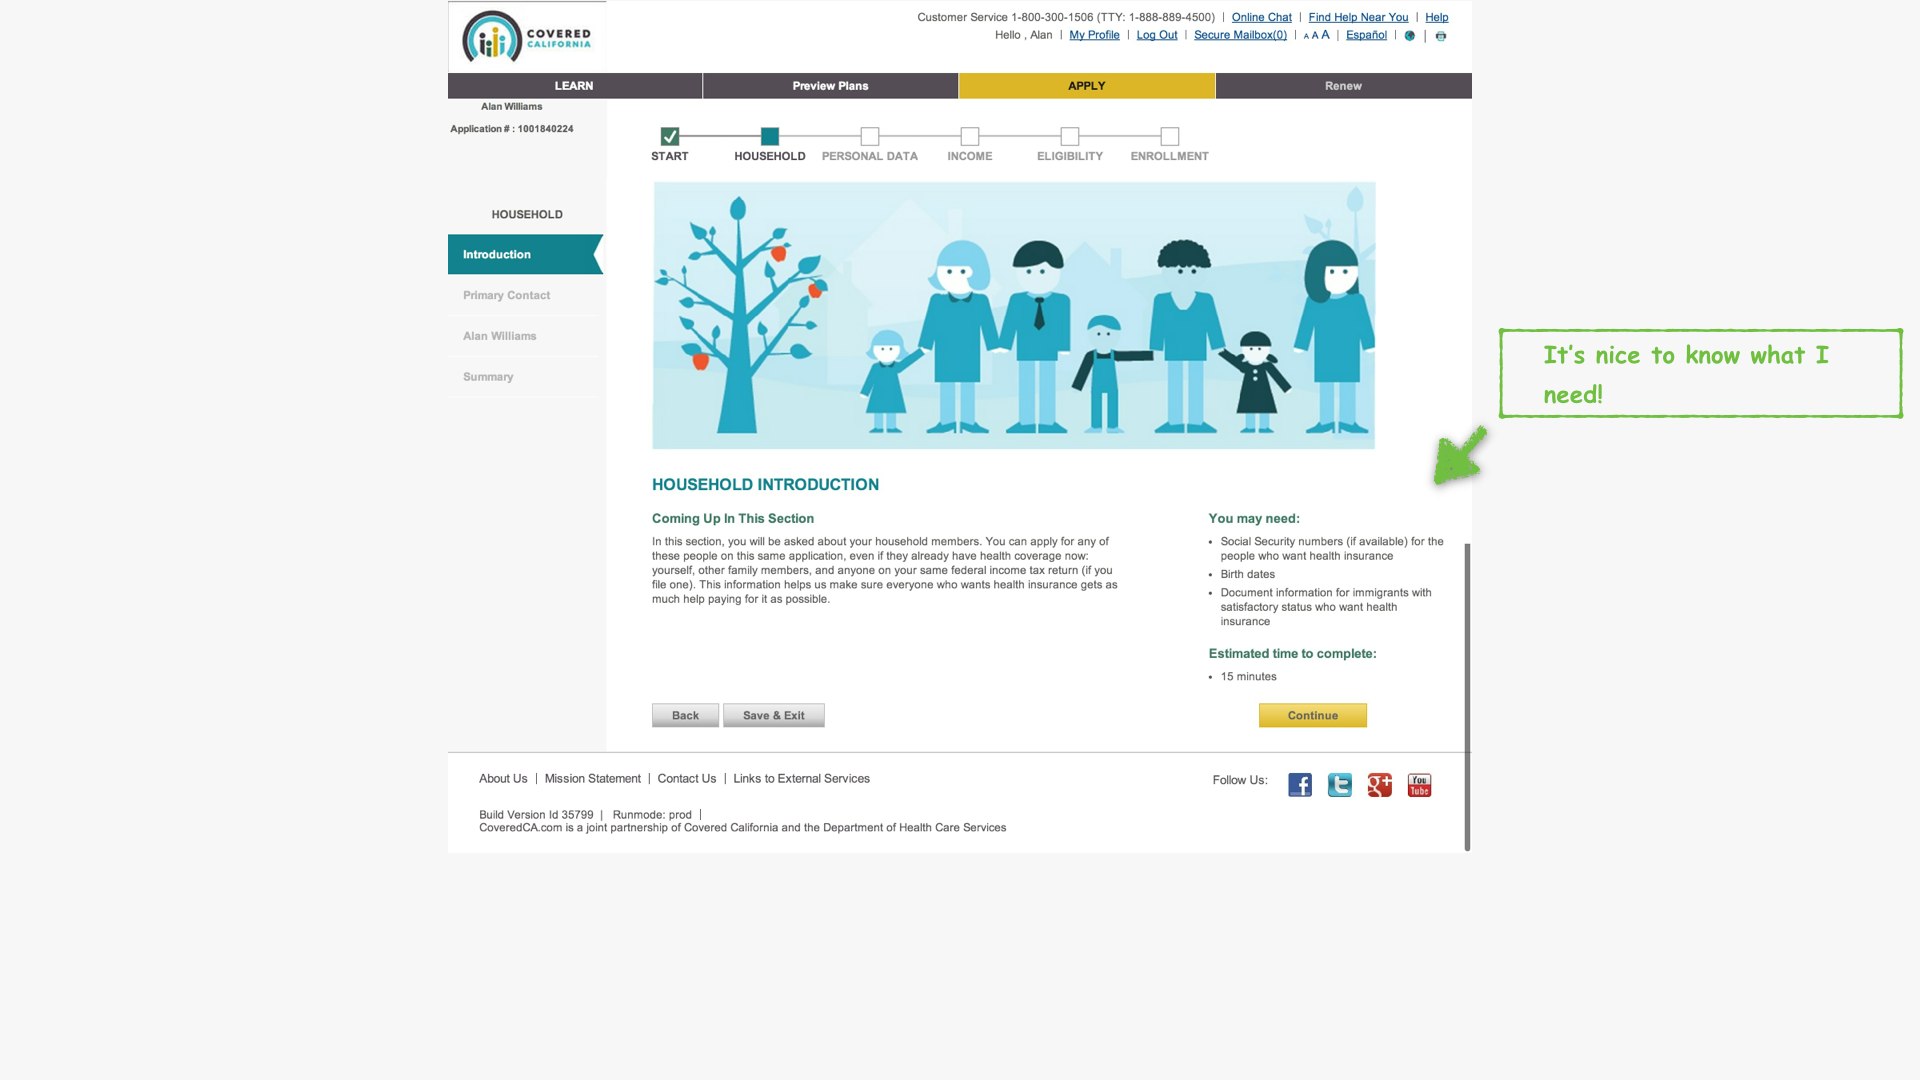 COVERED
CALIFORNIA
Customer Service 1-800-300-1506 (TTY: 1-888-889-4500) | Online Chat | Find Help Near You | Help
Hello , Alan | My Profile | Log Out | Secure Mailbox(0) | A A A | Español |
LEARN
Preview Plans
APPLY
Renew
Alan Williams
Application # : 1001840224
START
HOUSEHOLD
PERSONAL DATA
INCOME
ELIGIBILITY
ENROLLMENT
HOUSEHOLD
Introduction
Primary Contact
Alan Williams
Summary
It's nice to know what I
need!
HOUSEHOLD INTRODUCTION
Coming Up In This Section
In this section, you will be asked about your household members. You can apply for any of
these people on this same application, even if they already have health coverage now:
yourself, other family members, and anyone on your same federal income tax return (if you
file one). This information helps us make sure everyone who wants health insurance gets as
much help paying for it as possible.
You may need:
• Social Security numbers (if available) for the
people who want health insurance
• Birth dates
• Document information for immigrants with
satisfactory status who want health
insurance
Estimated time to complete:
• 15 minutes
Back
Save & Exit
Continue
About Us | Mission Statement | Contact Us | Links to External Services
Follow Us:
f
t
g+
You
Tube
Build Version Id 35799 | Runmode: prod |
CoveredCA.com is a joint partnership of Covered California and the Department of Health Care Services